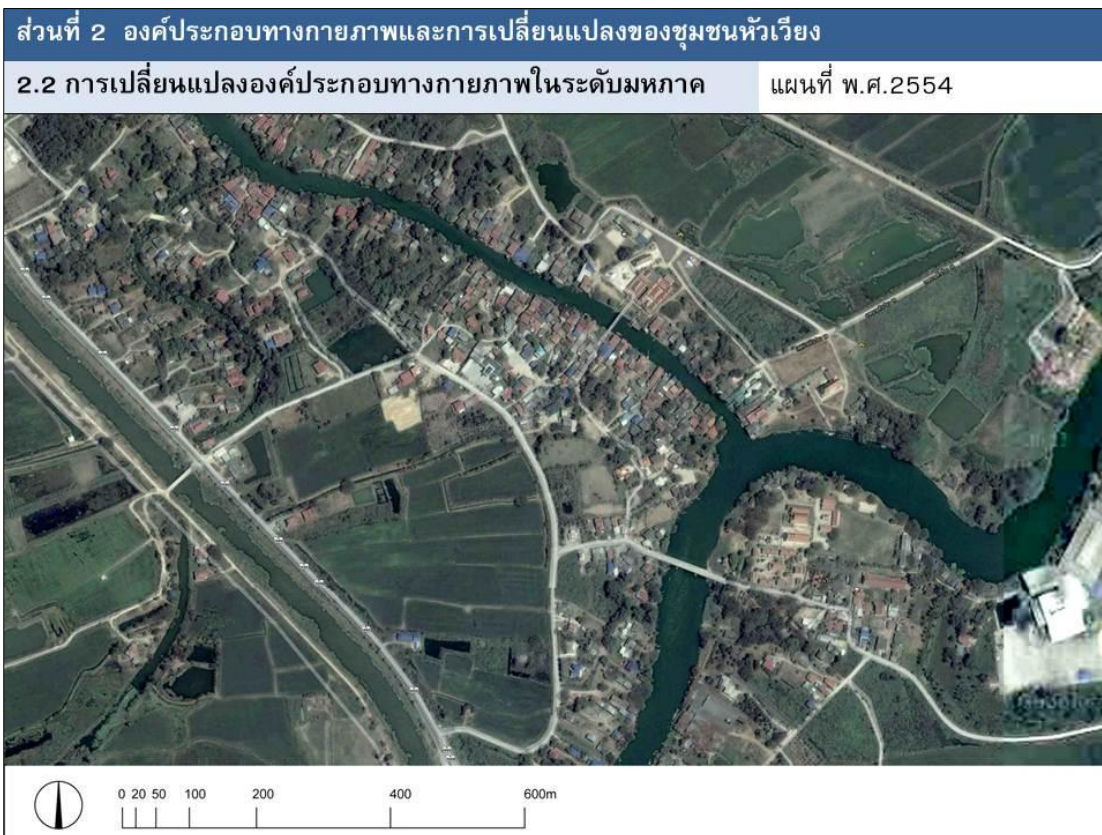 ส่วนที่ 2 องค์ประกอบทางกายภาพและการเปลี่ยนแปลงของชุมชนหัวเวียง
2.2 การเปลี่ยนแปลงองค์ประกอบทางกายภาพในระดับมหภาค
แผนที่ พ.ศ.2554
0 20 50 100 200 400 600m